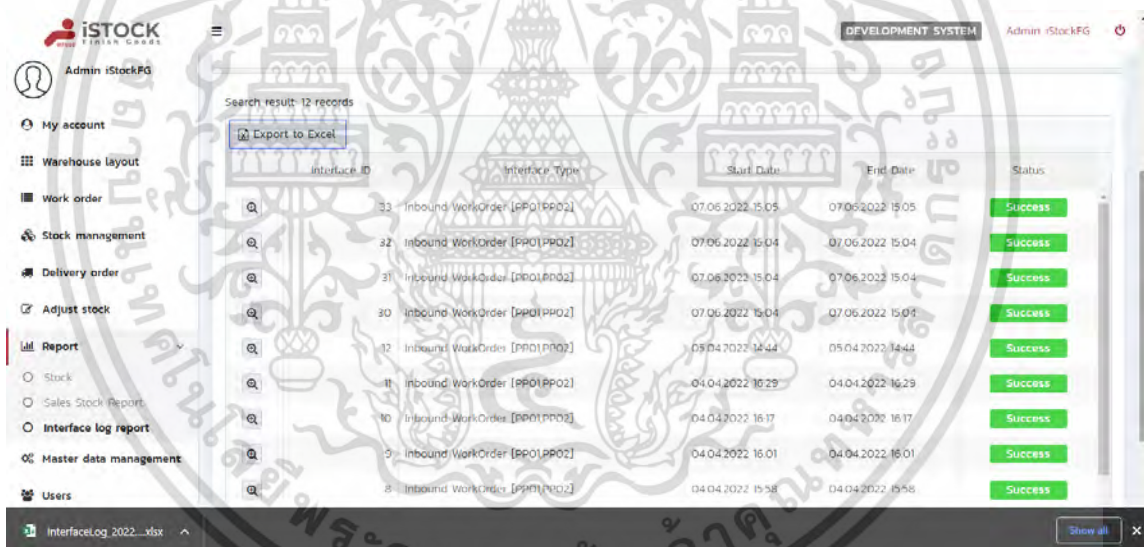 iSTOCK
Finish Goods
DEVELOPMENT SYSTEM
Admin iStockFG
Admin iStockFG
My account
Warehouse layout
Work order
Stock management
Delivery order
Adjust stock
Report
Stock
Sales Stock Report
Interface log report
Master data management
Users
Search result 12 records
Export to Excel
Interface ID Interface Type Start Date End Date Status
33 Inbound WorkOrder [PP01,PP02] 07.06.2022 15:05 07.06.2022 15:05 Success
32 Inbound WorkOrder [PP01,PP02] 07.06.2022 15:04 07.06.2022 15:04 Success
31 Inbound WorkOrder [PP01,PP02] 07.06.2022 15:04 07.06.2022 15:04 Success
30 Inbound WorkOrder [PP01,PP02] 07.06.2022 15:04 07.06.2022 15:04 Success
12 Inbound WorkOrder [PP01,PP02] 05.04.2022 14:44 05.04.2022 14:44 Success
11 Inbound WorkOrder [PP01,PP02] 04.04.2022 16:29 04.04.2022 16:29 Success
10 Inbound WorkOrder [PP01,PP02] 04.04.2022 16:17 04.04.2022 16:17 Success
9 Inbound WorkOrder [PP01,PP02] 04.04.2022 16:01 04.04.2022 16:01 Success
8 Inbound WorkOrder [PP01,PP02] 04.04.2022 15:58 04.04.2022 15:58 Success
InterfaceLog_2022....xlsx
Show all